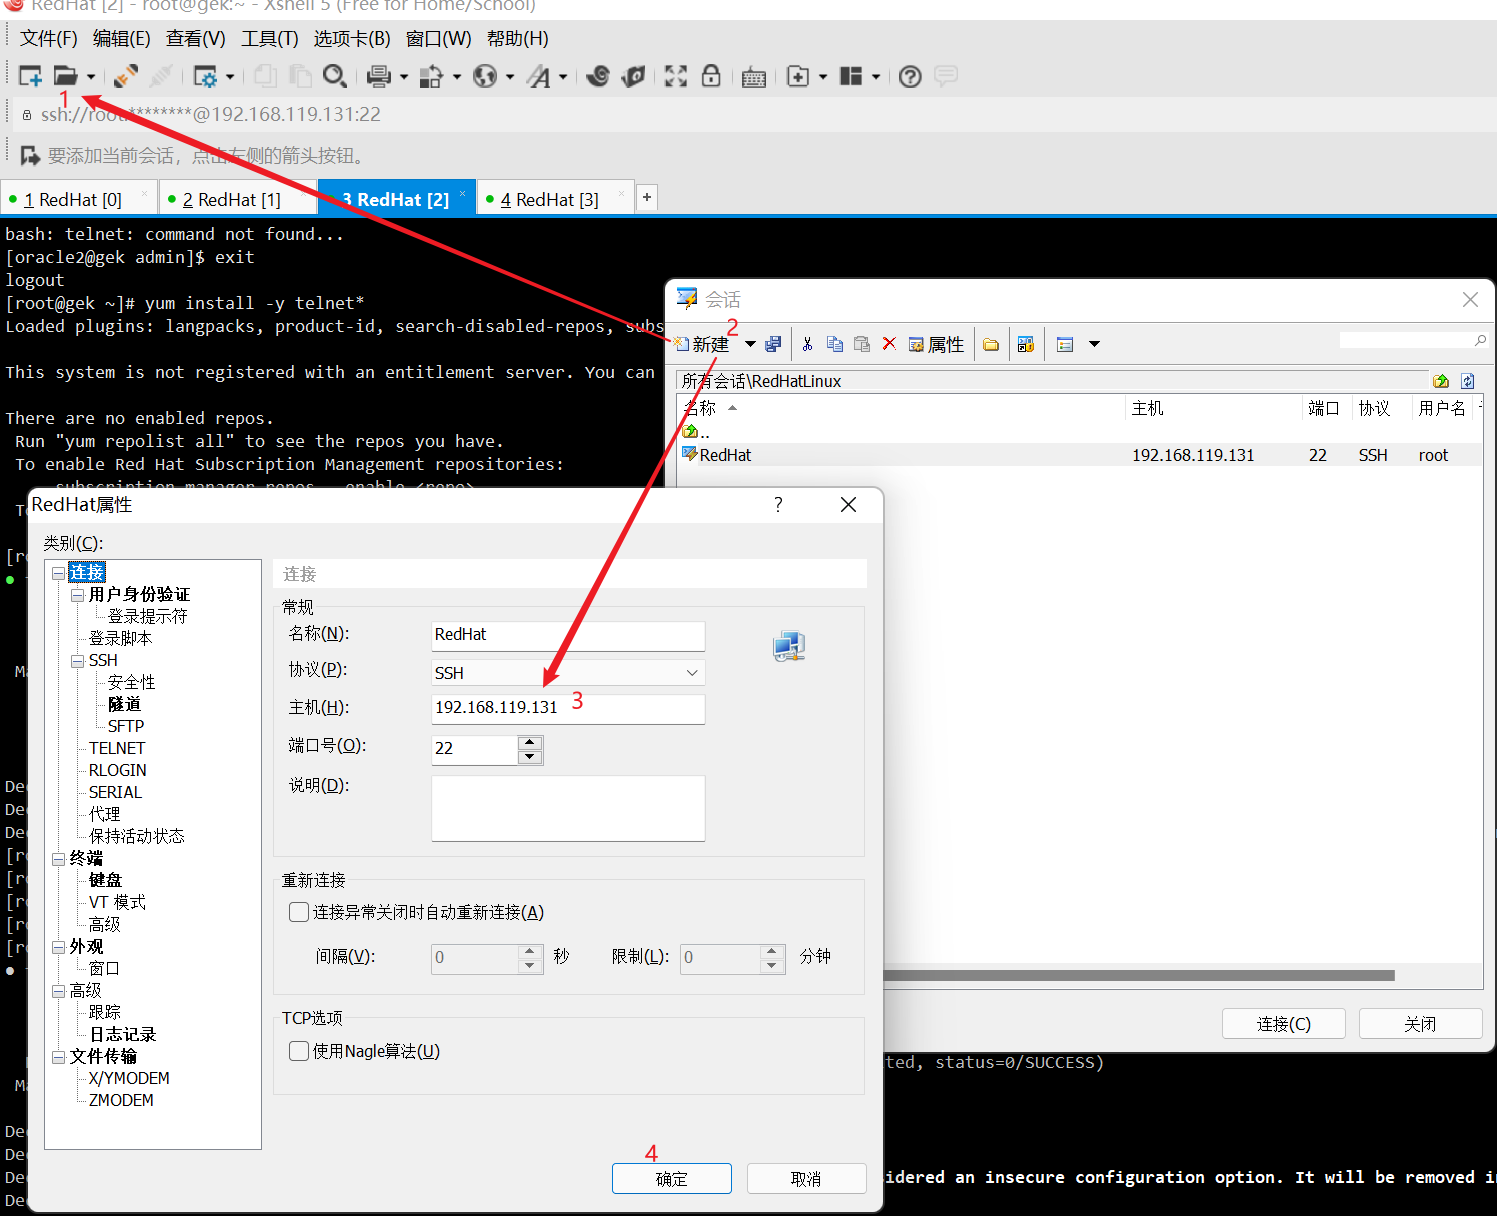 RedHat [2] - root@gek:~ - Xshell 5 (Free for Home/School)
文件(F) 编辑(E) 查看(V) 工具(T) 选项卡(B) 窗口(W) 帮助(H)
1
ssh://root:********@192.168.119.131:22
要添加当前会话，点击左侧的箭头按钮。
1 RedHat [0] 2 RedHat [1] 3 RedHat [2] 4 RedHat [3]
bash: telnet: command not found...
[oracle2@gek admin]$ exit
logout
[root@gek ~]# yum install -y telnet*
Loaded plugins: langpacks, product-id, search-disabled-repos, subs
This system is not registered with an entitlement server. You can
There are no enabled repos.
Run "yum repolist all" to see the repos you have.
To enable Red Hat Subscription Management repositories:
subscription-manager repos --enable <repo>
会话
2
新建 属性
所有会话\RedHatLinux
名称 主机 端口 协议 用户名
..
RedHat 192.168.119.131 22 SSH root
连接(C) 关闭
RedHat属性
?
类别(C):
连接
用户身份验证
登录提示符
登录脚本
SSH
安全性
隧道
SFTP
TELNET
RLOGIN
SERIAL
代理
保持活动状态
终端
键盘
VT 模式
高级
外观
窗口
高级
跟踪
日志记录
文件传输
X/YMODEM
ZMODEM
连接
常规
名称(N): RedHat
协议(P): SSH
主机(H): 192.168.119.131 3
端口号(O): 22
说明(D):
重新连接
连接异常关闭时自动重新连接(A)
间隔(V): 0 秒 限制(L): 0 分钟
TCP选项
使用Nagle算法(U)
4
确定 取消
ted, status=0/SUCCESS)
idered an insecure configuration option. It will be removed i